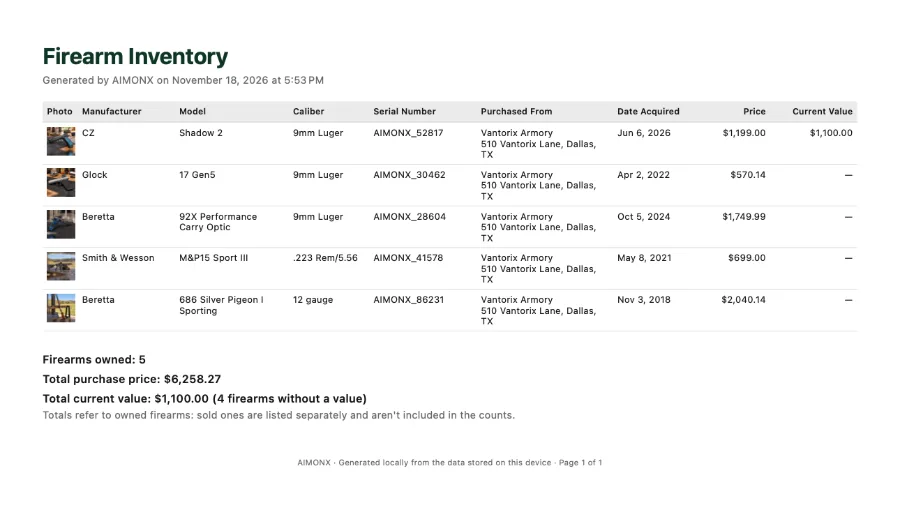 Firearm Inventory
Generated by AIMONX on November 18, 2026 at 5:53 PM
Photo Manufacturer Model Caliber Serial Number Purchased From Date Acquired Price Current Value
CZ Shadow 2 9mm Luger AIMONX_52817 Vantorix Armory Jun 6, 2026 $1,199.00 $1,100.00
510 Vantorix Lane, Dallas,
TX
Glock 17 Gen5 9mm Luger AIMONX_30462 Vantorix Armory Apr 2, 2022 $570.14 —
510 Vantorix Lane, Dallas,
TX
Beretta 92X Performance 9mm Luger AIMONX_28604 Vantorix Armory Oct 5, 2024 $1,749.99 —
Carry Optic 510 Vantorix Lane, Dallas,
TX
Smith & Wesson M&P15 Sport III .223 Rem/5.56 AIMONX_41578 Vantorix Armory May 8, 2021 $699.00 —
510 Vantorix Lane, Dallas,
TX
Beretta 686 Silver Pigeon I 12 gauge AIMONX_86231 Vantorix Armory Nov 3, 2018 $2,040.14 —
Sporting 510 Vantorix Lane, Dallas,
TX
Firearms owned: 5
Total purchase price: $6,258.27
Total current value: $1,100.00 (4 firearms without a value)
Totals refer to owned firearms: sold ones are listed separately and aren't included in the counts.
AIMONX · Generated locally from the data stored on this device · Page 1 of 1